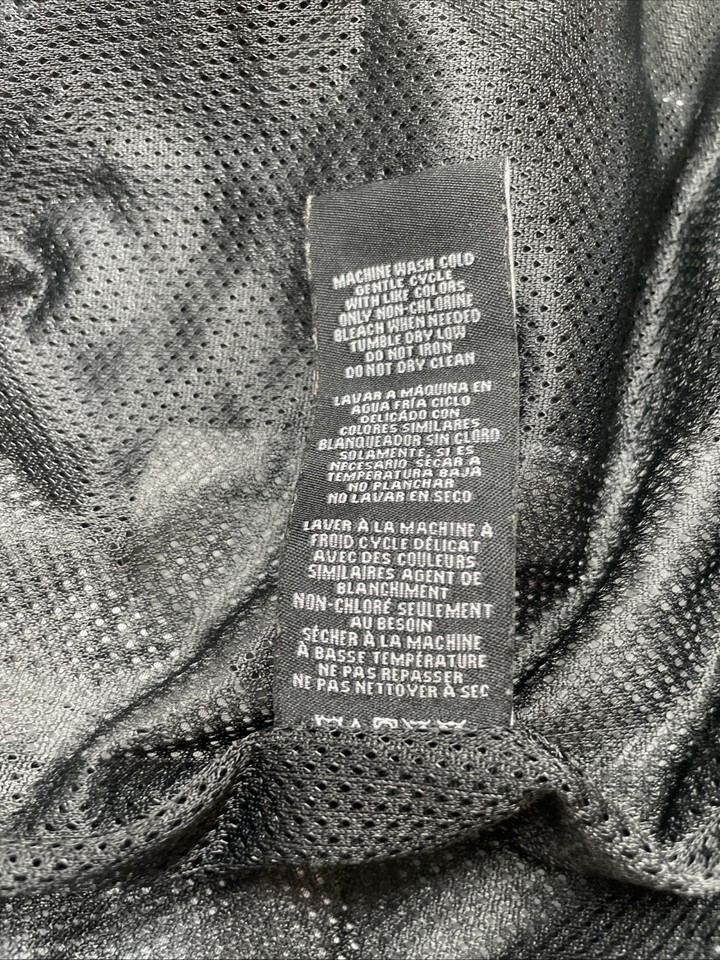 MACHINE WASH COLD
GENTLE CYCLE
WITH LIKE COLORS
ONLY NON-CHLORINE
BLEACH WHEN NEEDED
TUMBLE DRY LOW
DO NOT IRON
DO NOT DRY CLEAN
LAVAR A MÁQUINA EN
AGUA FRÍA CICLO
DELICADO CON
COLORES SIMILARES
BLANQUEADOR SIN CLORO
SOLAMENTE, SI ES
NECESARIO SECAR A
TEMPERATURA BAJA
NO PLANCHAR
NO LAVAR EN SECO
LAVER À LA MACHINE À
FROID CYCLE DÉLICAT
AVEC DES COULEURS
SIMILAIRES AGENT DE
BLANCHIMENT
NON-CHLORÉ SEULEMENT
AU BESOIN
SÉCHER À LA MACHINE
À BASSE TEMPÉRATURE
NE PAS REPASSER
NE PAS NETTOYER À SEC